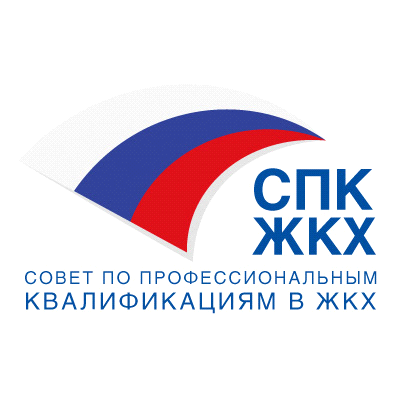 СПК
ЖКХ
СОВЕТ ПО ПРОФЕССИОНАЛЬНЫМ
КВАЛИФИКАЦИЯМ В ЖКХ